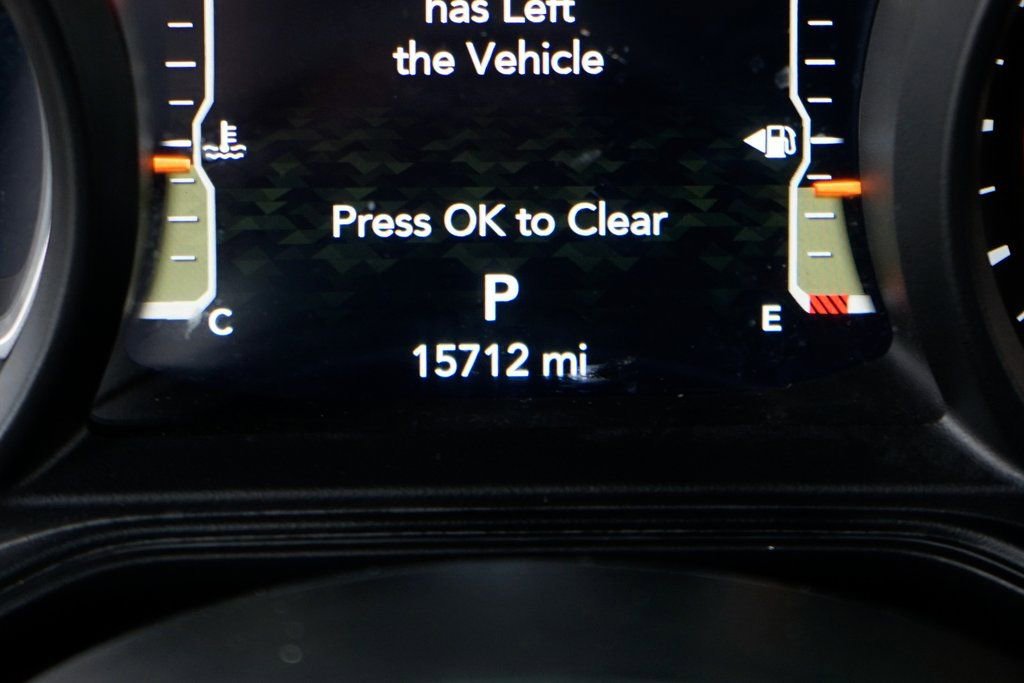 has Left
the Vehicle
Press OK to Clear
P
C
E
15712 mi